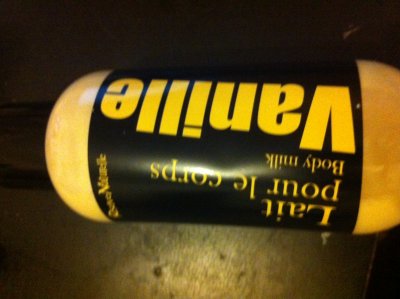 Lait
pour le corps
Body milk
Vanille